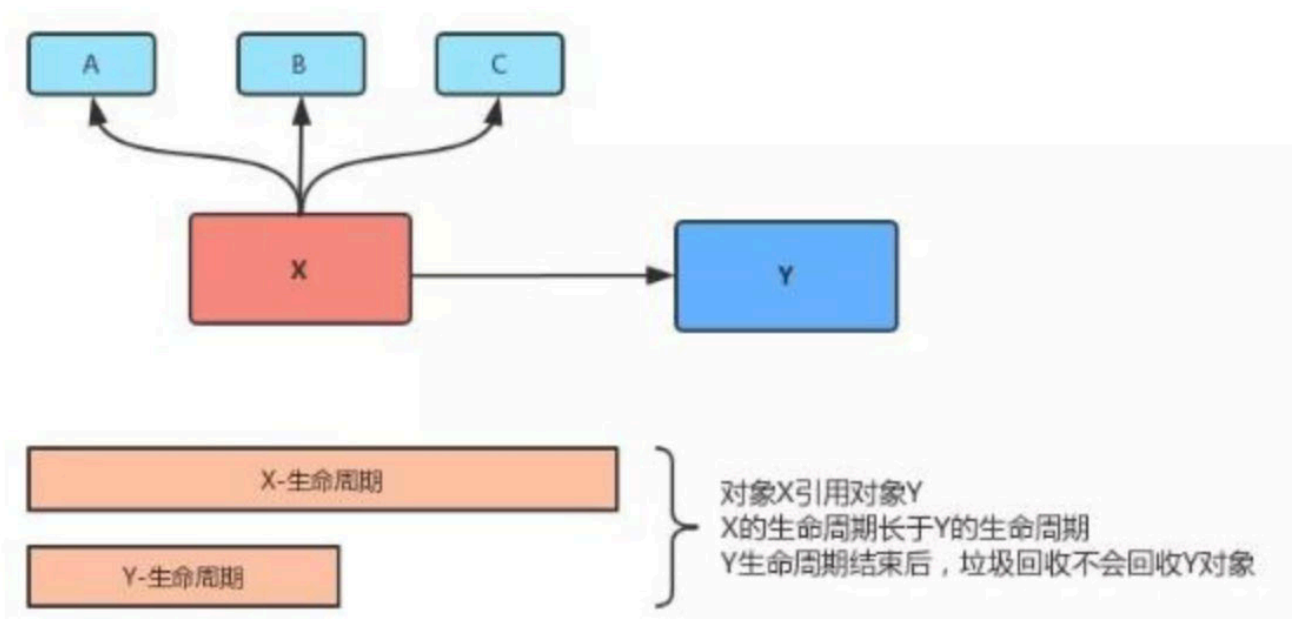 A
B
C
X
Y
X-生命周期
Y-生命周期
对象X引用对象Y
X的生命周期长于Y的生命周期
Y生命周期结束后，垃圾回收不会回收Y对象